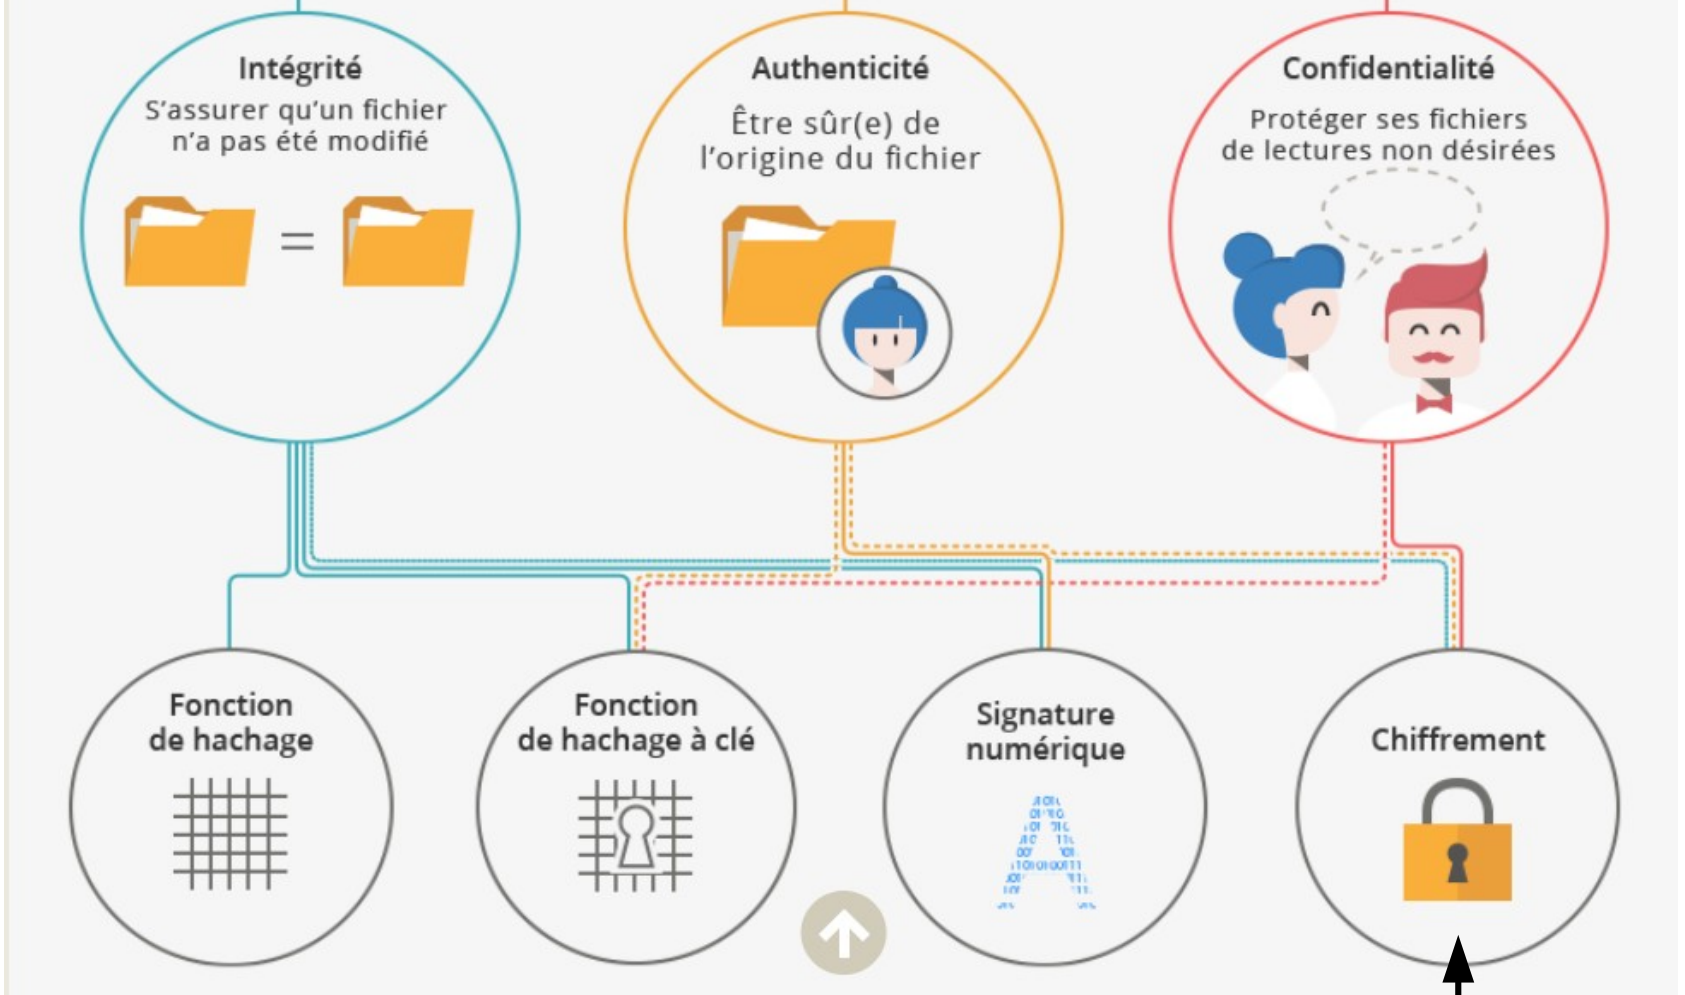 Intégrité
S'assurer qu'un fichier
n'a pas été modifié
=
Authenticité
Être sûr(e) de
l'origine du fichier
Confidentialité
Protéger ses fichiers
de lectures non désirées
Fonction
de hachage
Fonction
de hachage à clé
Signature
numérique
Chiffrement